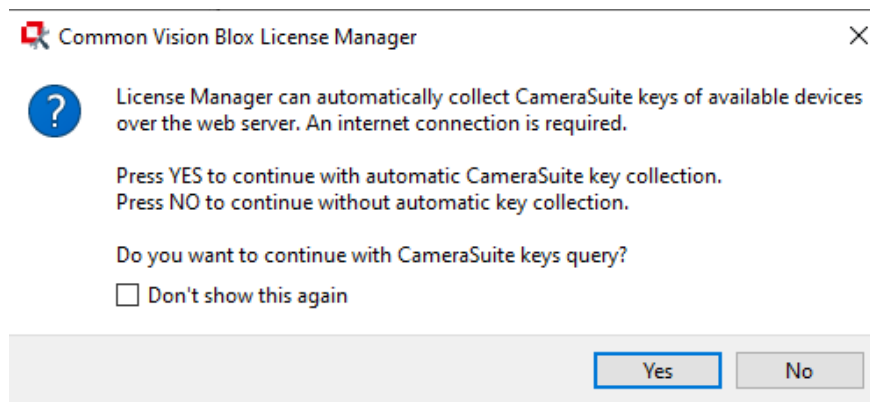 Common Vision Blox License Manager
License Manager can automatically collect CameraSuite keys of available devices
over the web server. An internet connection is required.
Press YES to continue with automatic CameraSuite key collection.
Press NO to continue without automatic key collection.
Do you want to continue with CameraSuite keys query?
Don't show this again
Yes No